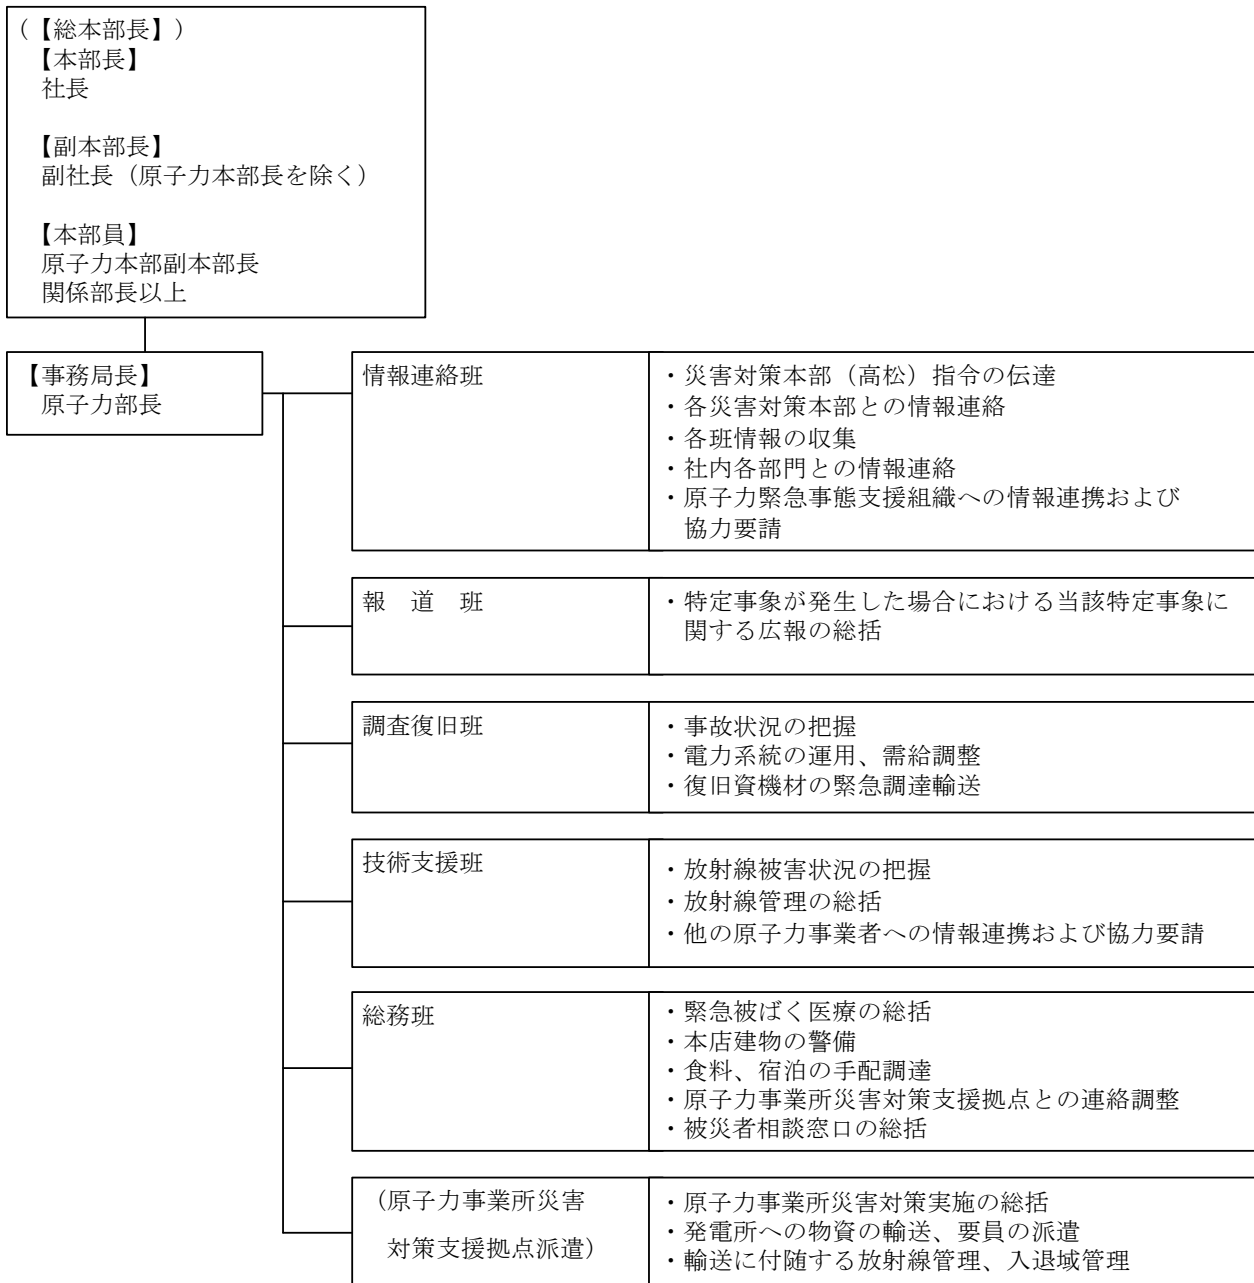 (【総本部長】)
【本部長】
社長
【副本部長】
副社長（原子力本部長を除く）
【本部員】
原子力本部副本部長
関係部長以上
【事務局長】
原子力部長
情報連絡班
・災害対策本部（高松）指令の伝達
・各災害対策本部との情報連絡
・各班情報の収集
・社内各部門との情報連絡
・原子力緊急事態支援組織への情報連携および
協力要請
報　道　班
・特定事象が発生した場合における当該特定事象に
関する広報の総括
調査復旧班
・事故状況の把握
・電力系統の運用、需給調整
・復旧資機材の緊急調達輸送
技術支援班
・放射線被害状況の把握
・放射線管理の総括
・他の原子力事業者への情報連携および協力要請
総務班
・緊急被ばく医療の総括
・本店建物の警備
・食料、宿泊の手配調達
・原子力事業所災害対策支援拠点との連絡調整
・被災者相談窓口の総括
（原子力事業所災害
対策支援拠点派遣）
・原子力事業所災害対策実施の総括
・発電所への物資の輸送、要員の派遣
・輸送に付随する放射線管理、入退域管理